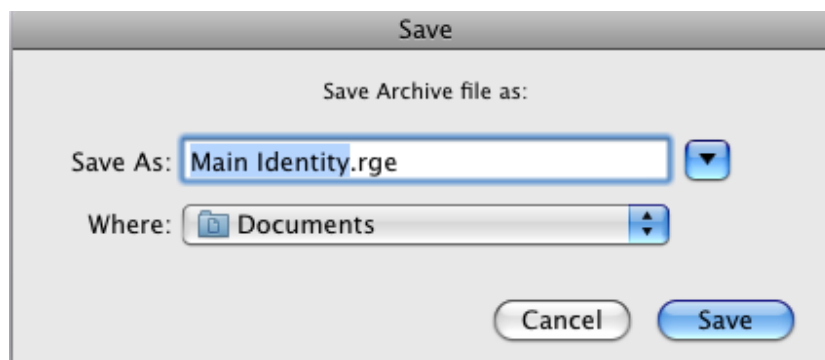 Save
Save Archive file as:
Save As: Main Identity.rge
Where: Documents
Cancel Save